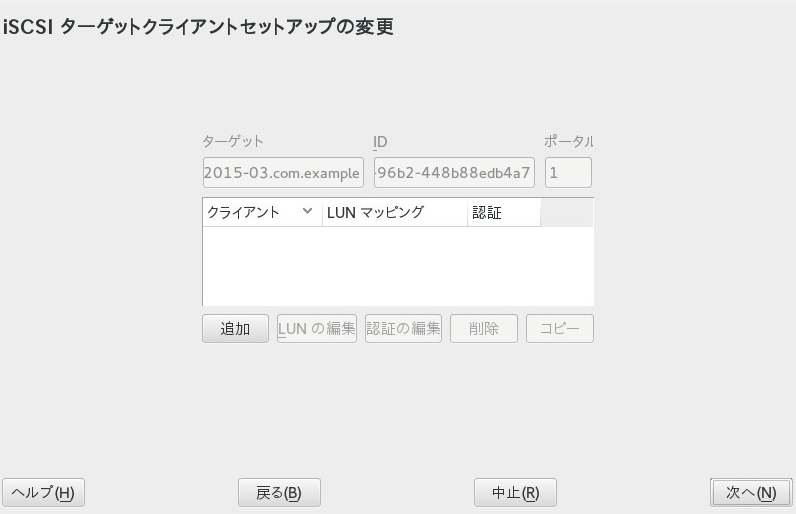 iSCSI ターゲットクライアントセットアップの変更
ターゲット ID ポータル
2015-03.com.example -96b2-448b88edb4a7 1
クライアント LUN マッピング 認証
追加 LUN の編集 認証の編集 削除 コピー
ヘルプ(H) 戻る(B) 中止(R) 次へ(N)